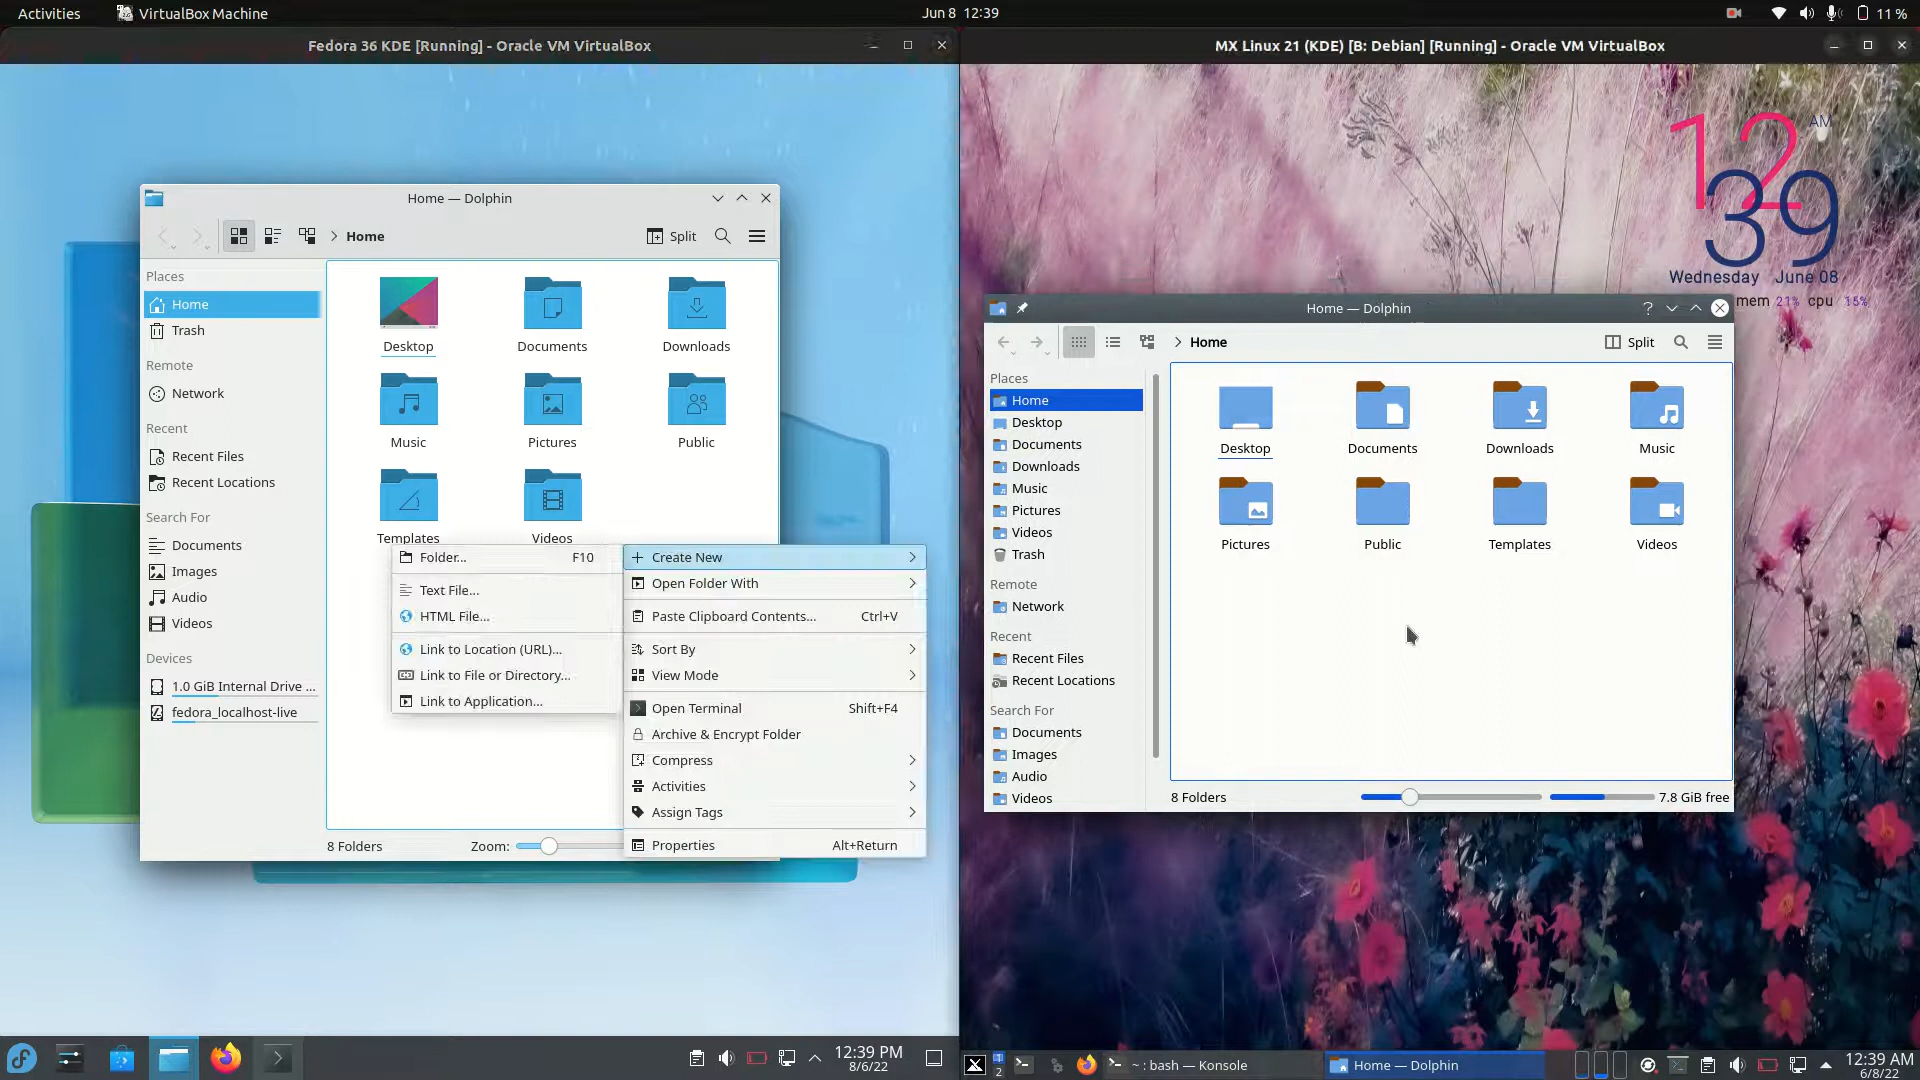 Activities
VirtualBox Machine
Jun 8 12:39
11 %
Fedora 36 KDE [Running] - Oracle VM VirtualBox
MX Linux 21 (KDE) [B: Debian] [Running] - Oracle VM VirtualBox
Home — Dolphin
Home
Split
Places
Home
Trash
Remote
Network
Recent
Recent Files
Recent Locations
Search For
Documents
Images
Audio
Videos
Devices
1.0 GiB Internal Drive ...
fedora_localhost-live
Desktop
Documents
Downloads
Music
Pictures
Public
Templates
Videos
Folder... F10
Text File...
HTML File...
Link to Location (URL)...
Link to File or Directory...
Link to Application...
Create New
Open Folder With
Paste Clipboard Contents... Ctrl+V
Sort By
View Mode
Open Terminal Shift+F4
Archive & Encrypt Folder
Compress
Activities
Assign Tags
Properties Alt+Return
8 Folders
Zoom:
12:39 PM
8/6/22
12 AM
39
Wednesday June 08
mem 21% cpu 15%
Home — Dolphin
?
Home
Split
Places
Home
Desktop
Documents
Downloads
Music
Pictures
Videos
Trash
Remote
Network
Recent
Recent Files
Recent Locations
Search For
Documents
Images
Audio
Videos
Desktop
Documents
Downloads
Music
Pictures
Public
Templates
Videos
8 Folders
7.8 GiB free
2
~ : bash — Konsole
Home — Dolphin
12:39 AM
6/8/22